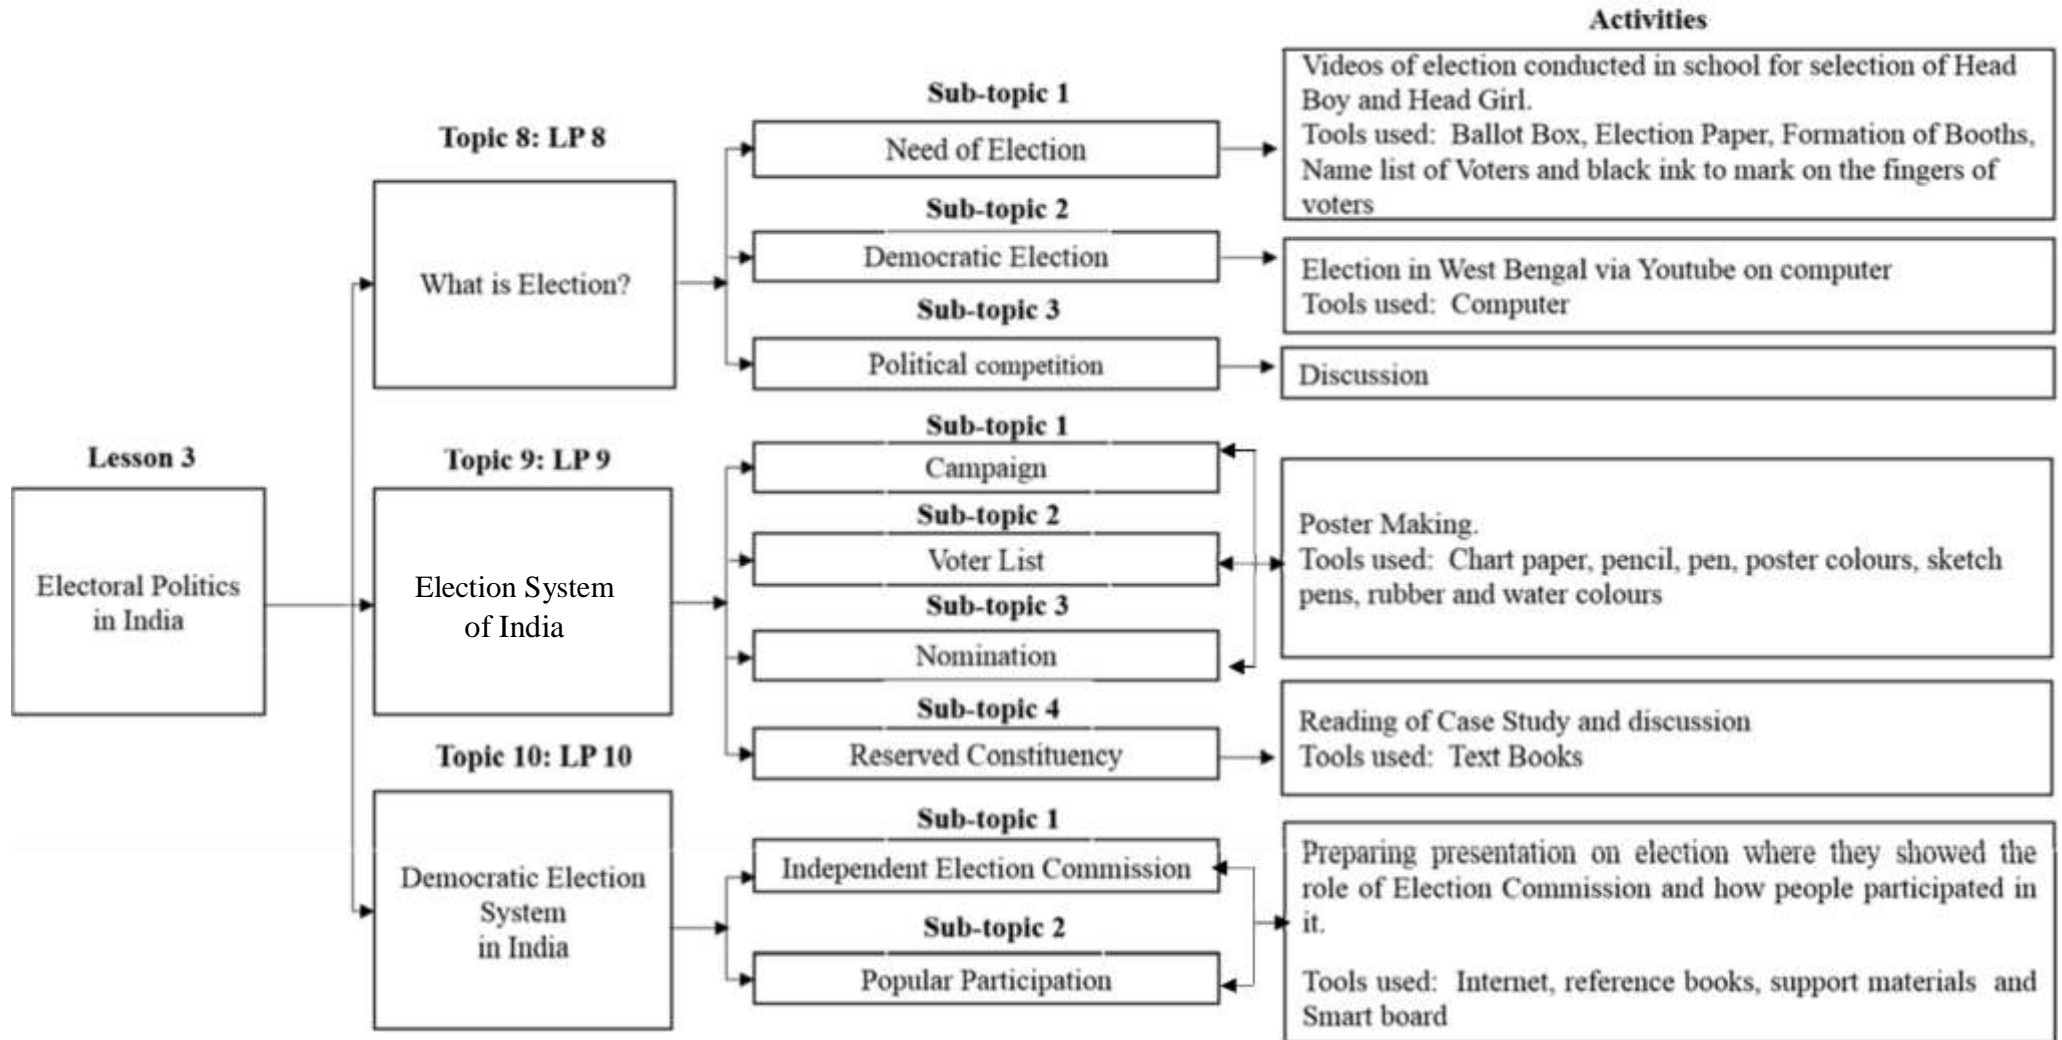 Activities
Lesson 3
Electoral Politics
in India
Topic 8: LP 8
What is Election?
Sub-topic 1
Need of Election
Videos of election conducted in school for selection of Head
Boy and Head Girl.
Tools used: Ballot Box, Election Paper, Formation of Booths,
Name list of Voters and black ink to mark on the fingers of
voters
Sub-topic 2
Democratic Election
Election in West Bengal via Youtube on computer
Tools used: Computer
Sub-topic 3
Political competition
Discussion
Topic 9: LP 9
Election System
of India
Sub-topic 1
Campaign
Sub-topic 2
Voter List
Sub-topic 3
Nomination
Poster Making.
Tools used: Chart paper, pencil, pen, poster colours, sketch
pens, rubber and water colours
Sub-topic 4
Reserved Constituency
Reading of Case Study and discussion
Tools used: Text Books
Topic 10: LP 10
Democratic Election
System
in India
Sub-topic 1
Independent Election Commission
Sub-topic 2
Popular Participation
Preparing presentation on election where they showed the
role of Election Commission and how people participated in
it.
Tools used: Internet, reference books, support materials and
Smart board